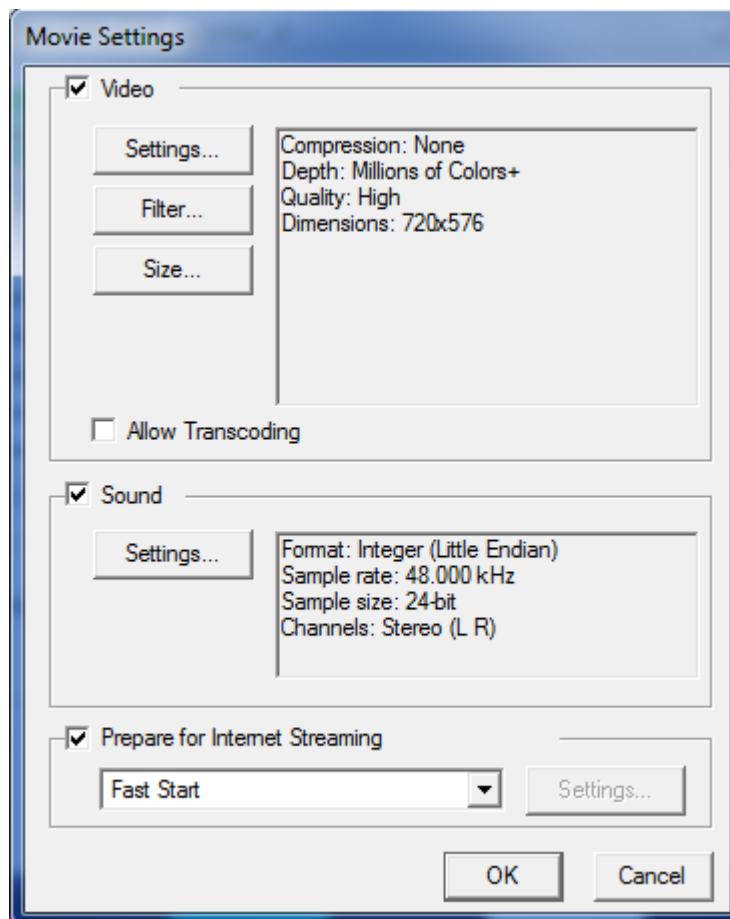 Movie Settings
Video
Settings...
Filter...
Size...
Compression: None
Depth: Millions of Colors+
Quality: High
Dimensions: 720x576
Allow Transcoding
Sound
Settings...
Format: Integer (Little Endian)
Sample rate: 48.000 kHz
Sample size: 24-bit
Channels: Stereo (L R)
Prepare for Internet Streaming
Fast Start
Settings...
OK
Cancel